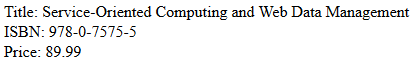 Title: Service-Oriented Computing and Web Data Management
ISBN: 978-0-7575-5
Price: 89.99